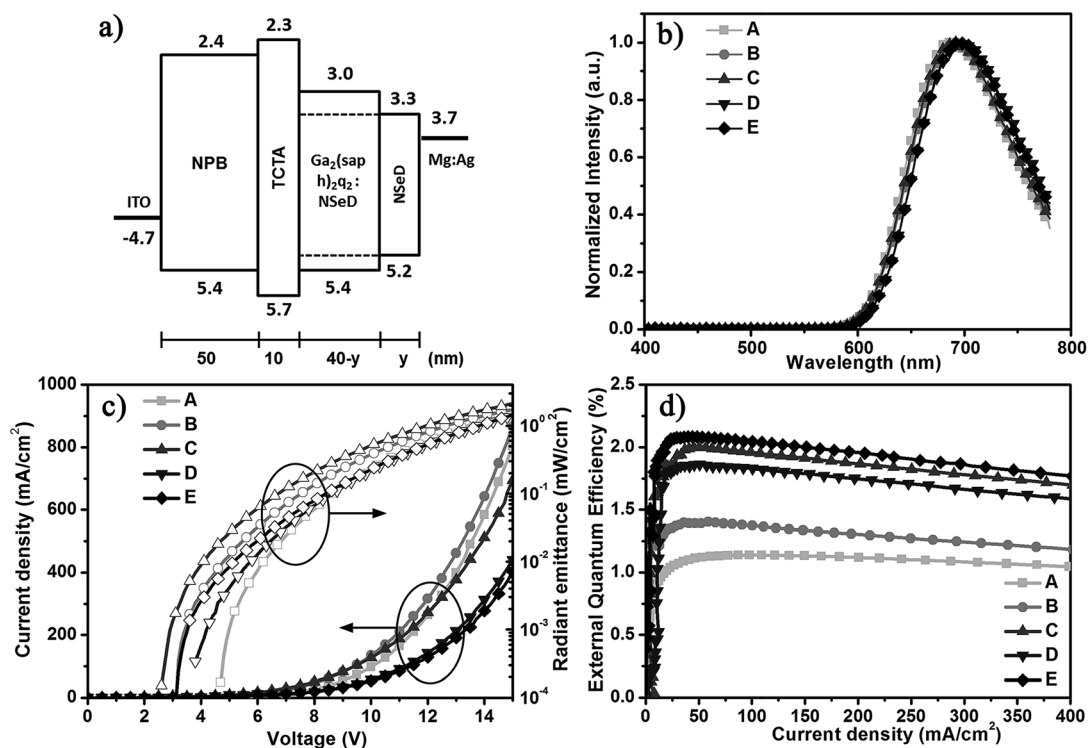 a)
2.4
2.3
3.0
3.3
3.7
NPB
TCTA
Ga₂(sap
h)₂q₂ :
NSeD
NSeD
Mg:Ag
ITO
-4.7
5.4
5.7
5.4
5.2
50
10
40-y
y
(nm)
b)
A
B
C
D
E
Normalized Intensity (a.u.)
1.0
0.8
0.6
0.4
0.2
0.0
400
500
600
700
800
Wavelength (nm)
c)
A
B
C
D
E
Current density (mA/cm²)
1000
900
800
700
600
500
400
300
200
100
0
0
2
4
6
8
10
12
14
Voltage (V)
10⁰
10⁻¹
10⁻²
10⁻³
10⁻⁴
Radiant emittance (mW/cm²)
d)
External Quantum Efficiency (%)
2.5
2.0
1.5
1.0
0.5
0.0
0
50
100
150
200
250
300
350
400
Current density (mA/cm²)
A
B
C
D
E